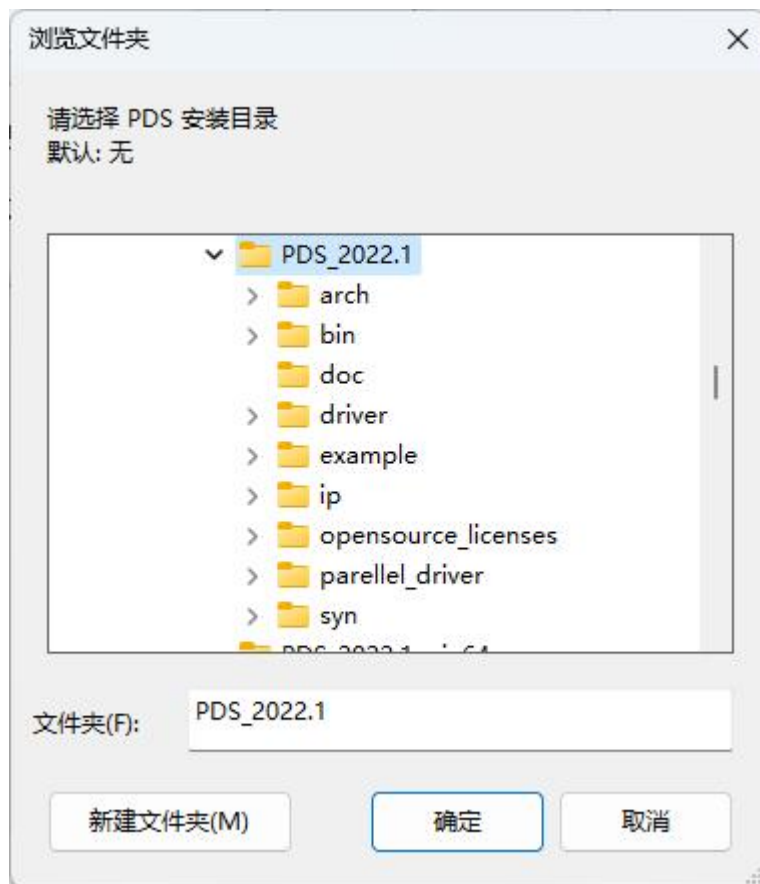 浏览文件夹
请选择 PDS 安装目录
默认: 无
PDS_2022.1
arch
bin
doc
driver
example
ip
opensource_licenses
parellel_driver
syn
文件夹(F):
PDS_2022.1
新建文件夹(M)
确定
取消